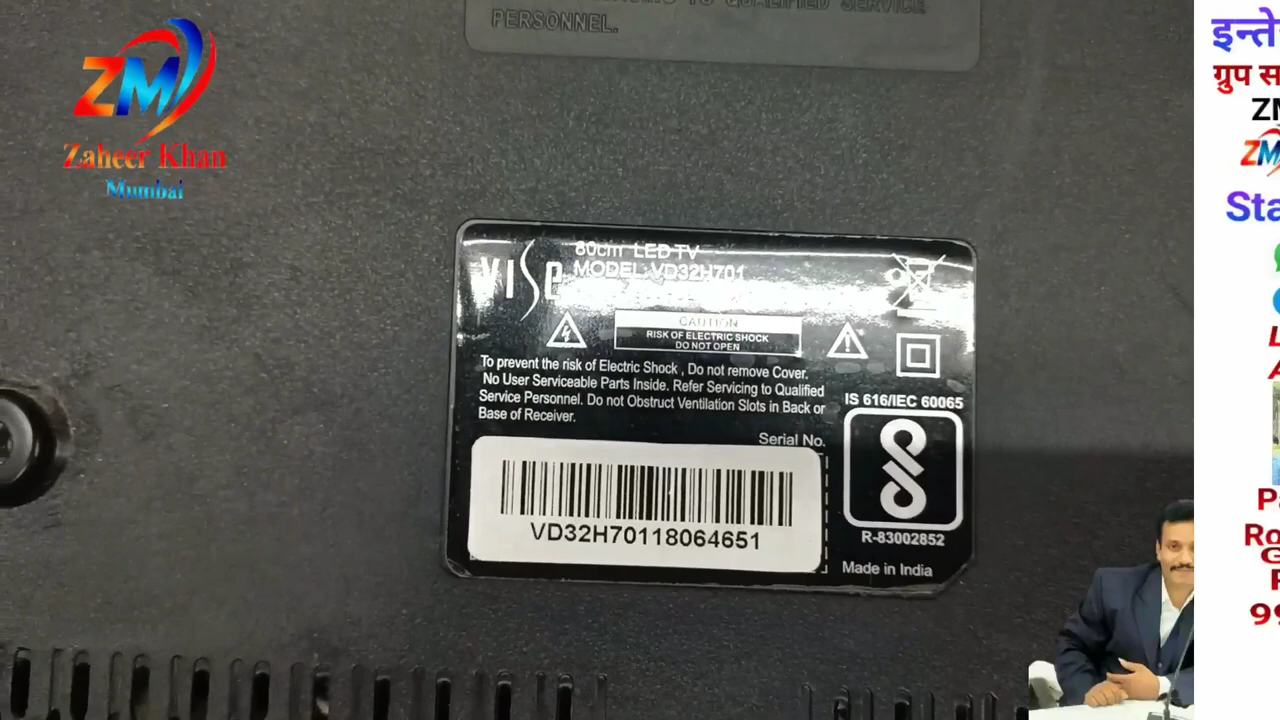 PERSONNEL.
ZM
Zaheer Khan
Mumbai
VISe
80cm LED TV
MODEL:VD32H701
CAUTION
RISK OF ELECTRIC SHOCK
DO NOT OPEN
To prevent the risk of Electric Shock , Do not remove Cover.
No User Serviceable Parts Inside. Refer Servicing to Qualified
Service Personnel. Do not Obstruct Ventilation Slots in Back or
Base of Receiver.
IS 616/IEC 60065
Serial No.
VD32H70118064651
R-83002852
Made in India
ग्रुप
ZM